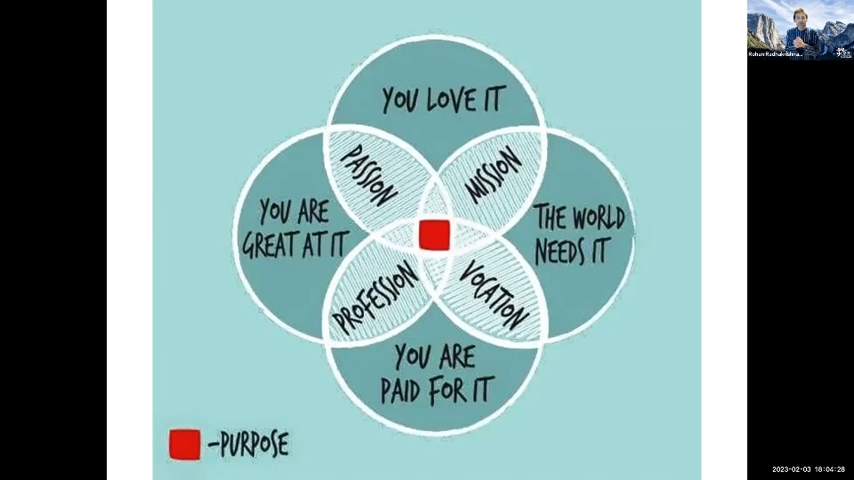 YOU LOVE IT
PASSION
MISSION
YOU ARE
GREAT AT IT
THE WORLD
NEEDS IT
PROFESSION
VOCATION
YOU ARE
PAID FOR IT
-PURPOSE
2023-02-03 18:04:28